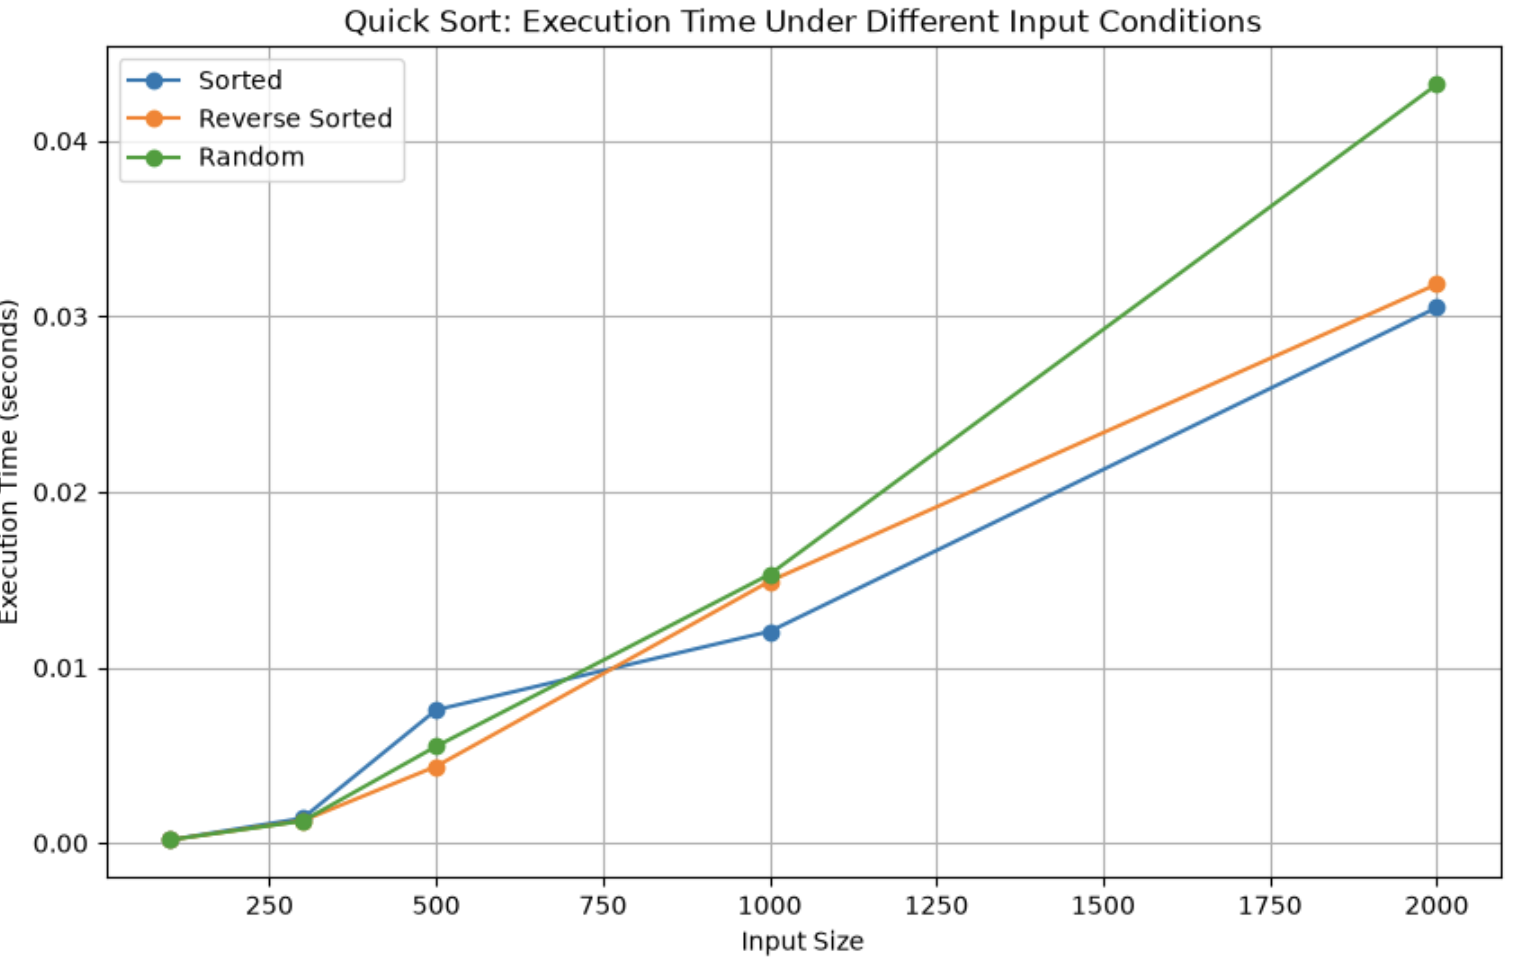 Quick Sort: Execution Time Under Different Input Conditions
Sorted
Reverse Sorted
Random
Execution Time (seconds)
0.04
0.03
0.02
0.01
0.00
250 500 750 1000 1250 1500 1750 2000
Input Size